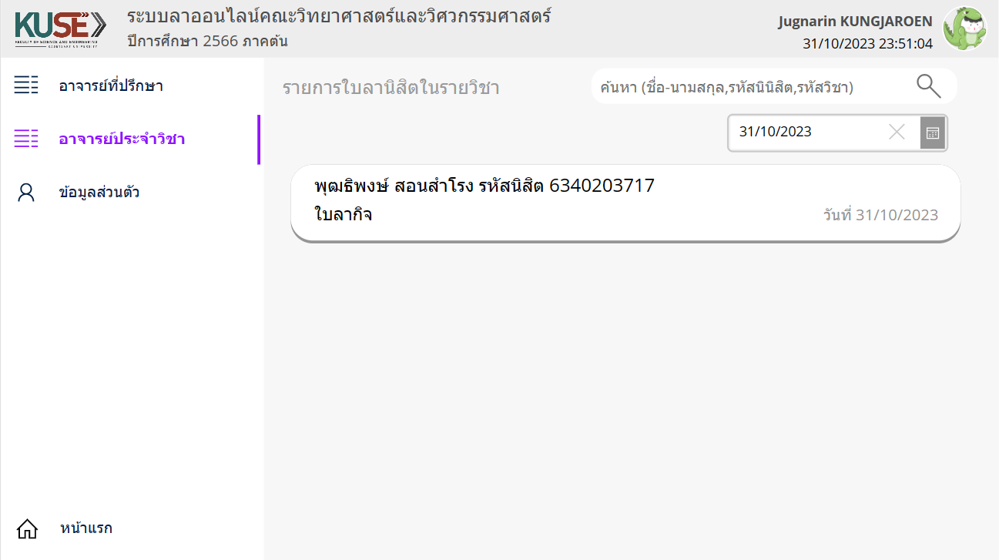 KUSE
FACULTY OF SCIENCE AND ENGINEERING
KASETSART UNIVERSITY
ระบบลาออนไลน์คณะวิทยาศาสตร์และวิศวกรรมศาสตร์
ปีการศึกษา 2566 ภาคต้น
Jugnarin KUNGJAROEN
31/10/2023 23:51:04
อาจารย์ที่ปรึกษา
อาจารย์ประจำวิชา
ข้อมูลส่วนตัว
หน้าแรก
รายการใบลานิสิตในรายวิชา
ค้นหา (ชื่อ-นามสกุล,รหัสนินิสิต,รหัสวิชา)
31/10/2023
พุฒธิพงษ์ สอนสำโรง รหัสนิสิต 6340203717
ใบลากิจ
วันที่ 31/10/2023